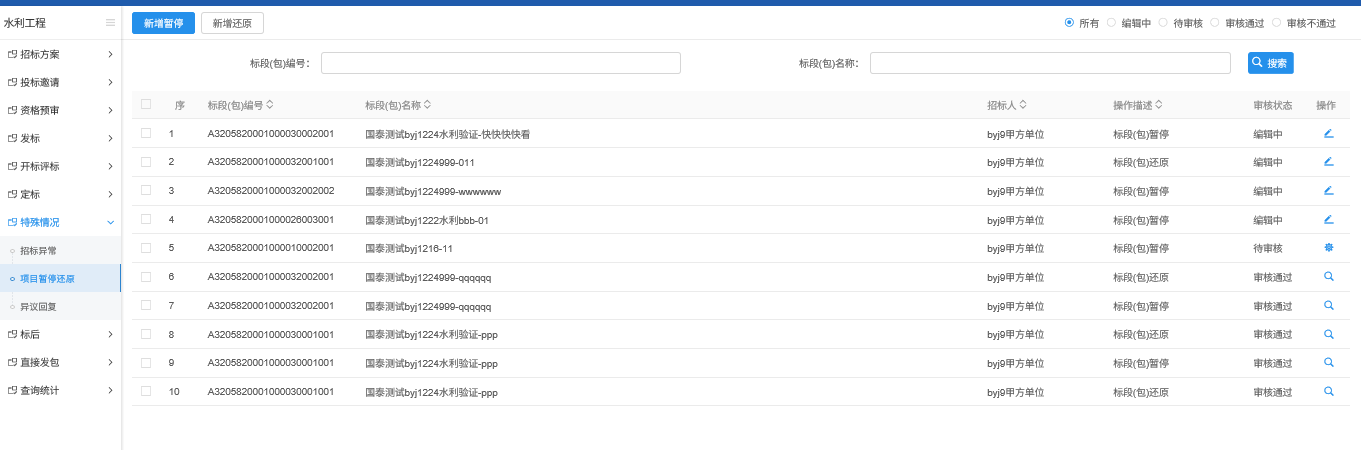 水利工程
新增暂停 新增还原 所有 编辑中 待审核 审核通过 审核不通过
招标方案
投标邀请
资格预审
发标
开标评标
定标
特殊情况
招标异常
项目暂停还原
异议回复
标后
直接发包
查询统计
标段(包)编号： 标段(包)名称： 搜索
序 标段(包)编号 标段(包)名称 招标人 操作描述 审核状态 操作
1 A3205820001000030002001 国泰测试byj1224水利验证-快快快快看 byj9甲方单位 标段(包)暂停 编辑中
2 A3205820001000032001001 国泰测试byj1224999-011 byj9甲方单位 标段(包)还原 编辑中
3 A3205820001000032002002 国泰测试byj1224999-wwwwww byj9甲方单位 标段(包)暂停 编辑中
4 A3205820001000026003001 国泰测试byj1222水利bbb-01 byj9甲方单位 标段(包)暂停 编辑中
5 A3205820001000010002001 国泰测试byj1216-11 byj9甲方单位 标段(包)暂停 待审核
6 A3205820001000032002001 国泰测试byj1224999-qqqqqq byj9甲方单位 标段(包)还原 审核通过
7 A3205820001000032002001 国泰测试byj1224999-qqqqqq byj9甲方单位 标段(包)暂停 审核通过
8 A3205820001000030001001 国泰测试byj1224水利验证-ppp byj9甲方单位 标段(包)还原 审核通过
9 A3205820001000030001001 国泰测试byj1224水利验证-ppp byj9甲方单位 标段(包)暂停 审核通过
10 A3205820001000030001001 国泰测试byj1224水利验证-ppp byj9甲方单位 标段(包)还原 审核通过